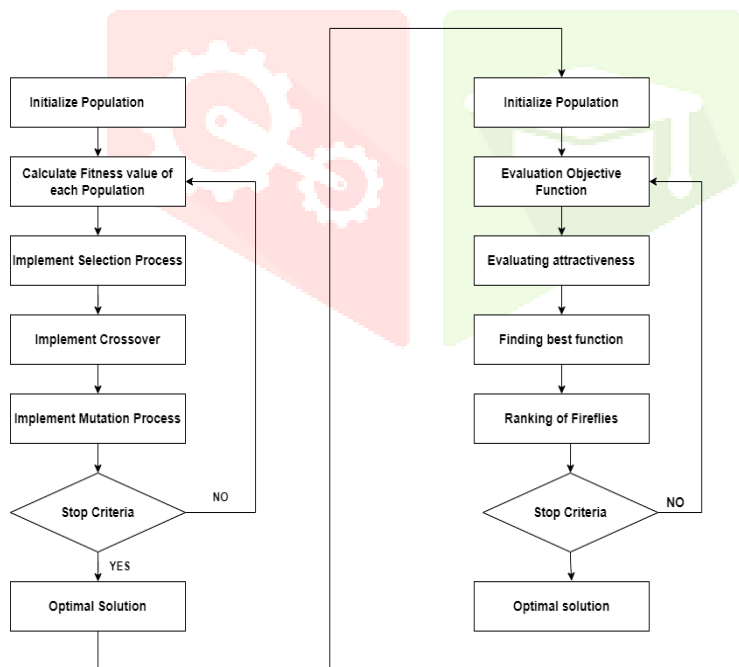 Initialize Population
Calculate Fitness value of
each Population
Implement Selection Process
Implement Crossover
Implement Mutation Process
Stop Criteria
NO
YES
Optimal Solution
Initialize Population
Evaluation Objective
Function
Evaluating attractiveness
Finding best function
Ranking of Fireflies
Stop Criteria
NO
Optimal solution